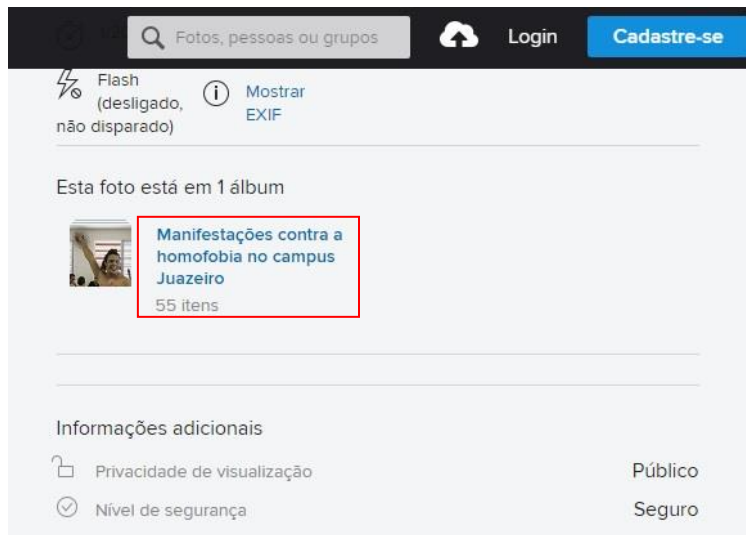 Fotos, pessoas ou grupos
Login
Cadastre-se
Flash
(desligado,
não disparado)
Mostrar
EXIF
Esta foto está em 1 álbum
Manifestações contra a
homofobia no campus
Juazeiro
55 itens
Informações adicionais
Privacidade de visualização
Público
Nível de segurança
Seguro